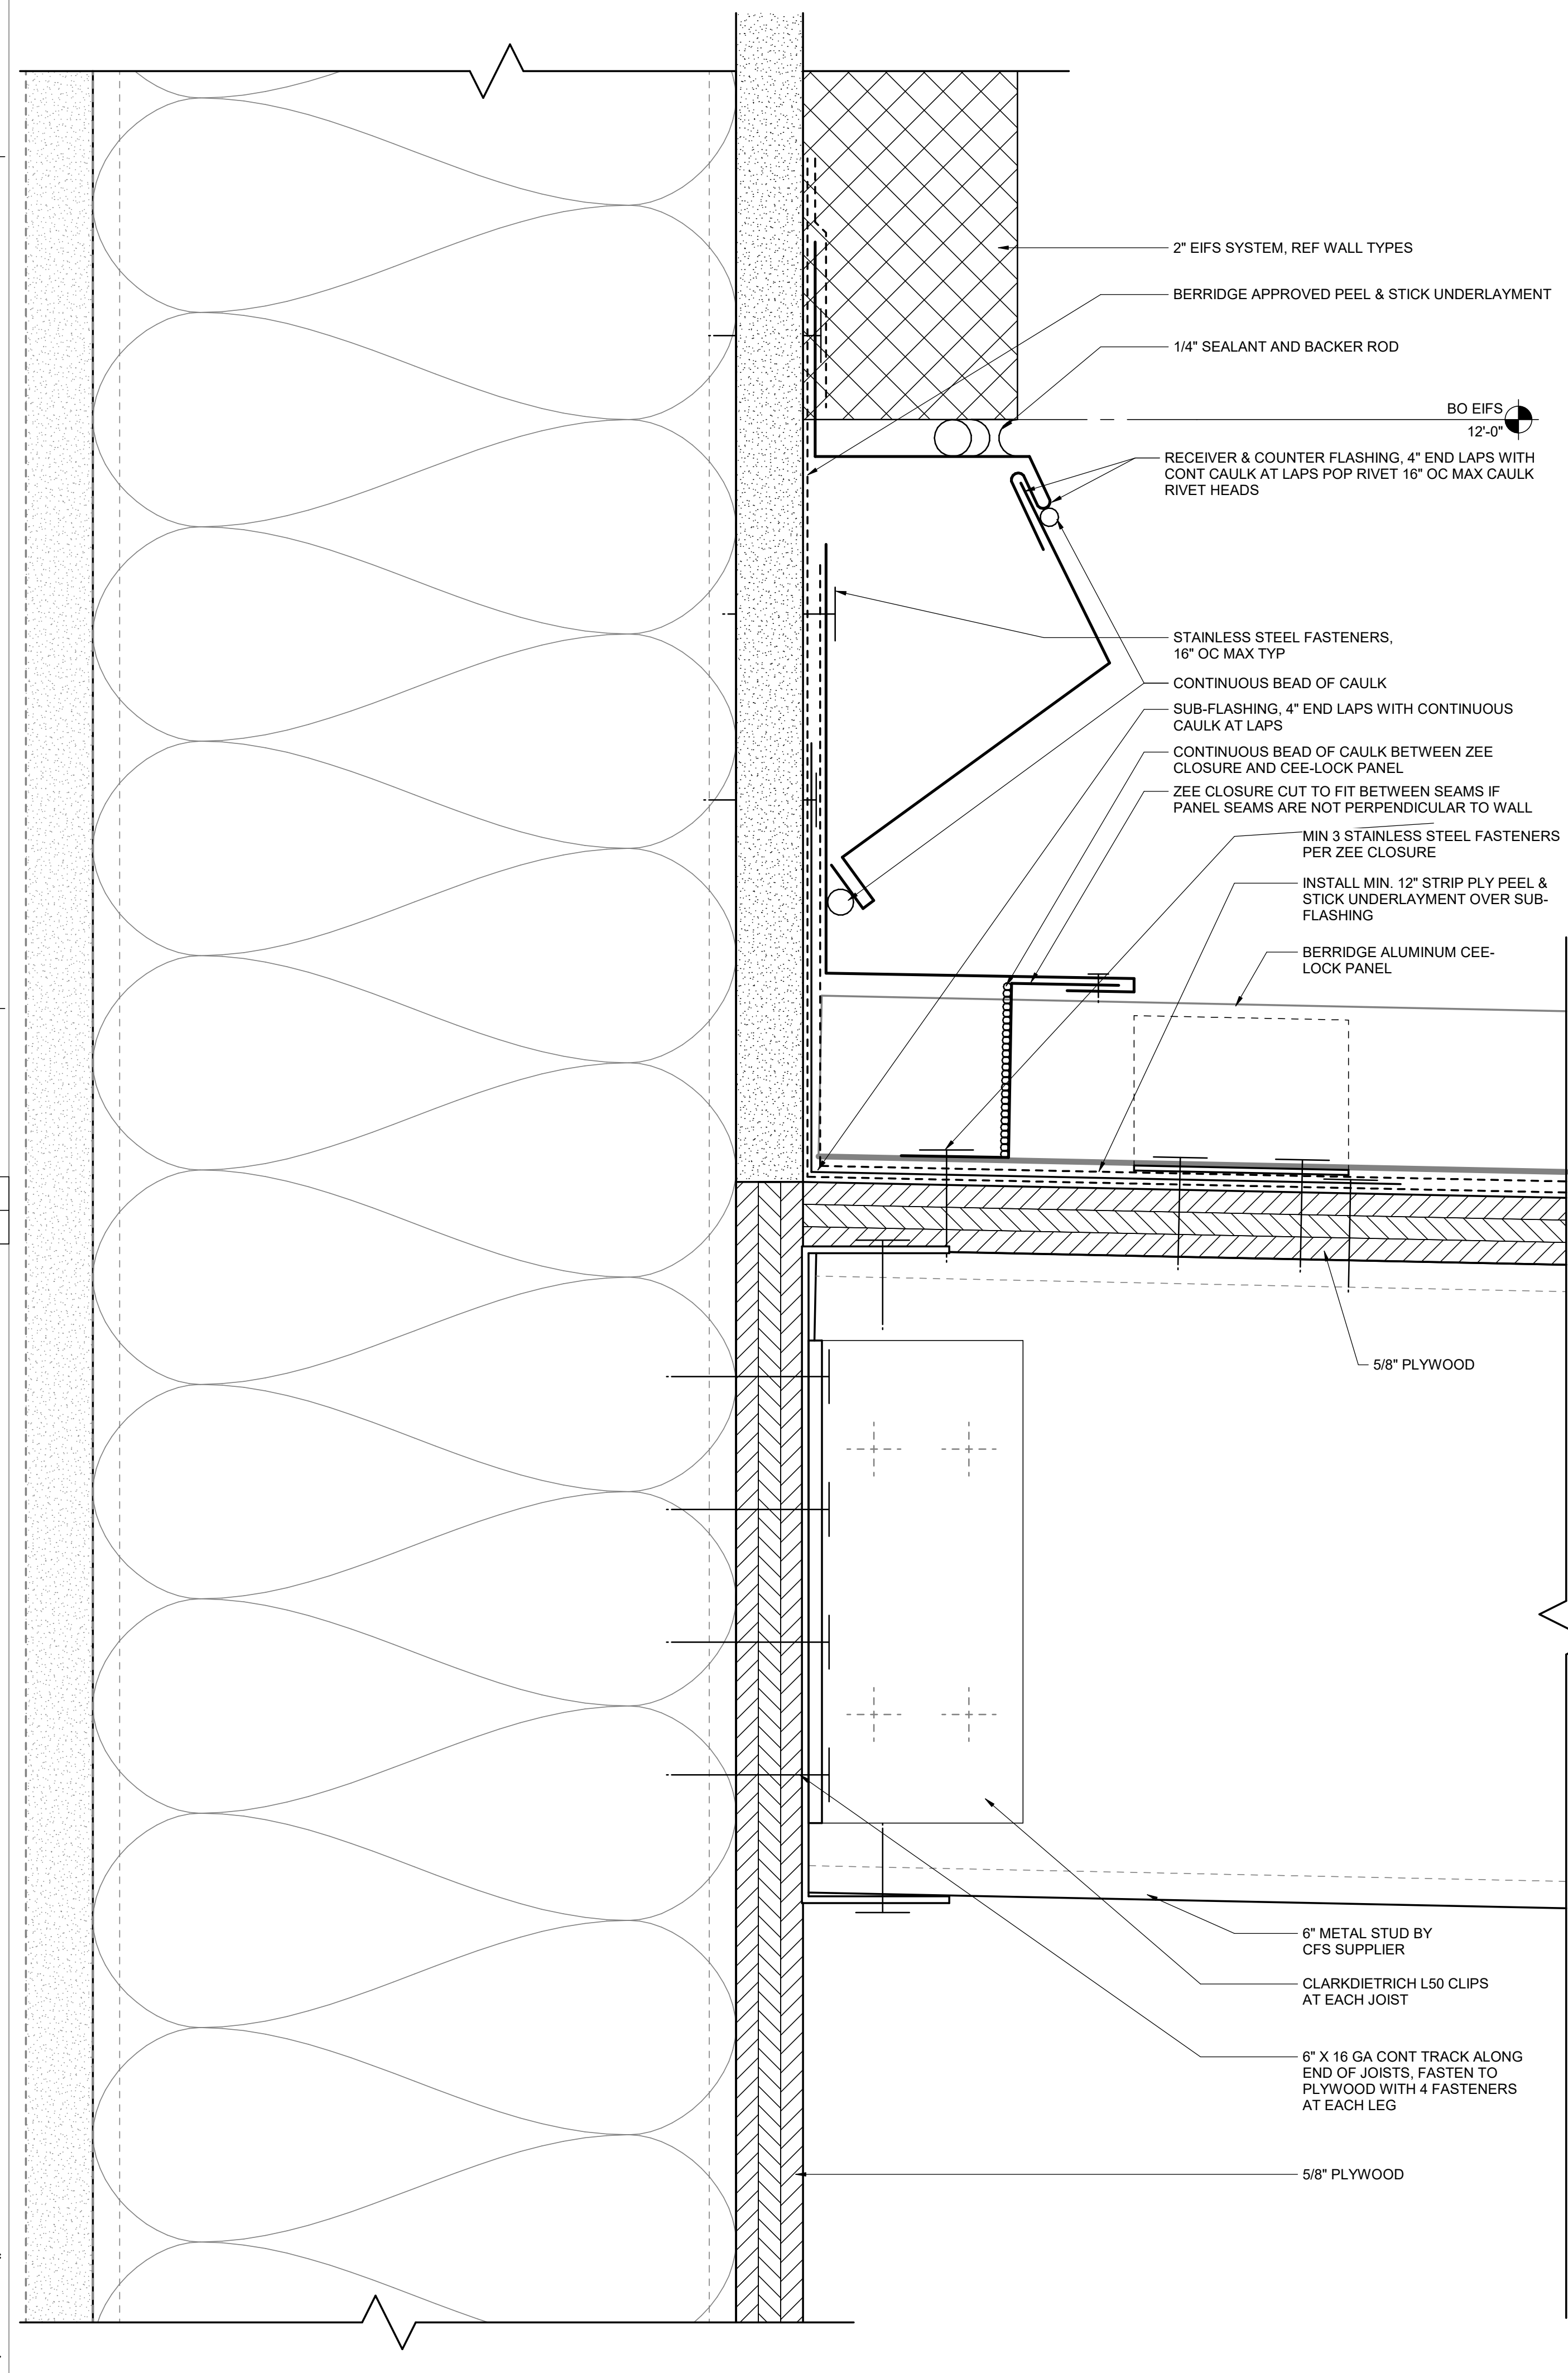 2" EIFS SYSTEM, REF WALL TYPES
BERRIDGE APPROVED PEEL & STICK UNDERLAYMENT
1/4" SEALANT AND BACKER ROD
BO EIFS
12'-0"
RECEIVER & COUNTER FLASHING, 4" END LAPS WITH
CONT CAULK AT LAPS POP RIVET 16" OC MAX CAULK
RIVET HEADS
STAINLESS STEEL FASTENERS,
16" OC MAX TYP
CONTINUOUS BEAD OF CAULK
SUB-FLASHING, 4" END LAPS WITH CONTINUOUS
CAULK AT LAPS
CONTINUOUS BEAD OF CAULK BETWEEN ZEE
CLOSURE AND CEE-LOCK PANEL
ZEE CLOSURE CUT TO FIT BETWEEN SEAMS IF
PANEL SEAMS ARE NOT PERPENDICULAR TO WALL
MIN 3 STAINLESS STEEL FASTENERS
PER ZEE CLOSURE
INSTALL MIN. 12" STRIP PLY PEEL &
STICK UNDERLAYMENT OVER SUB-
FLASHING
BERRIDGE ALUMINUM CEE-
LOCK PANEL
5/8" PLYWOOD
6" METAL STUD BY
CFS SUPPLIER
CLARKDIETRICH L50 CLIPS
AT EACH JOIST
6" X 16 GA CONT TRACK ALONG
END OF JOISTS, FASTEN TO
PLYWOOD WITH 4 FASTENERS
AT EACH LEG
5/8" PLYWOOD